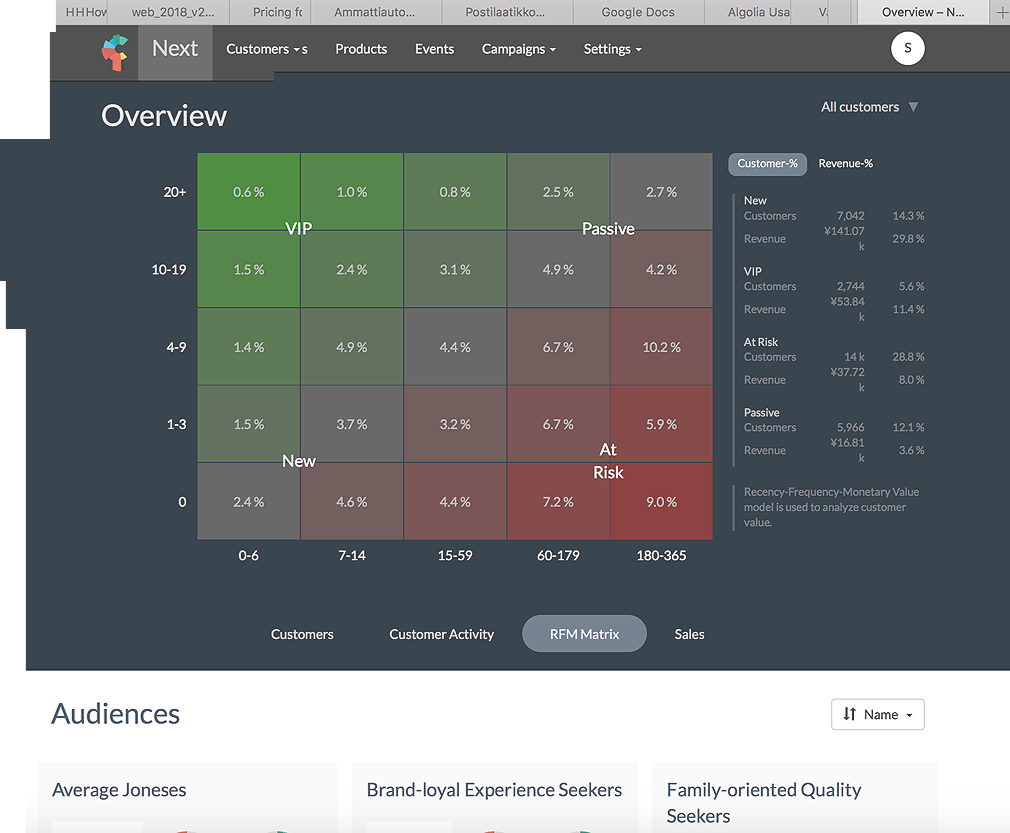 HHHow web_2018_v2... Pricing fo Ammattiauto... Postilaatikko... Google Docs Algolia Usa Va Overview – N...
Next Customers s Products Events Campaigns Settings S
Overview
All customers
20+ 0.6 % 1.0 % 0.8 % 2.5 % 2.7 %
VIP Passive
10-19 1.5 % 2.4 % 3.1 % 4.9 % 4.2 %
4-9 1.4 % 4.9 % 4.4 % 6.7 % 10.2 %
1-3 1.5 % 3.7 % 3.2 % 6.7 % 5.9 %
New At
Risk
0 2.4 % 4.6 % 4.4 % 7.2 % 9.0 %
0-6 7-14 15-59 60-179 180-365
Customer-% Revenue-%
New
Customers 7,042 14.3 %
Revenue ¥141.07 k 29.8 %
VIP
Customers 2,744 5.6 %
Revenue ¥53.84 k 11.4 %
At Risk
Customers 14 k 28.8 %
Revenue ¥37.72 k 8.0 %
Passive
Customers 5,966 12.1 %
Revenue ¥16.81 k 3.6 %
Recency-Frequency-Monetary Value
model is used to analyze customer
value.
Customers Customer Activity RFM Matrix Sales
Audiences
Name
Average Joneses
Brand-loyal Experience Seekers
Family-oriented Quality
Seekers